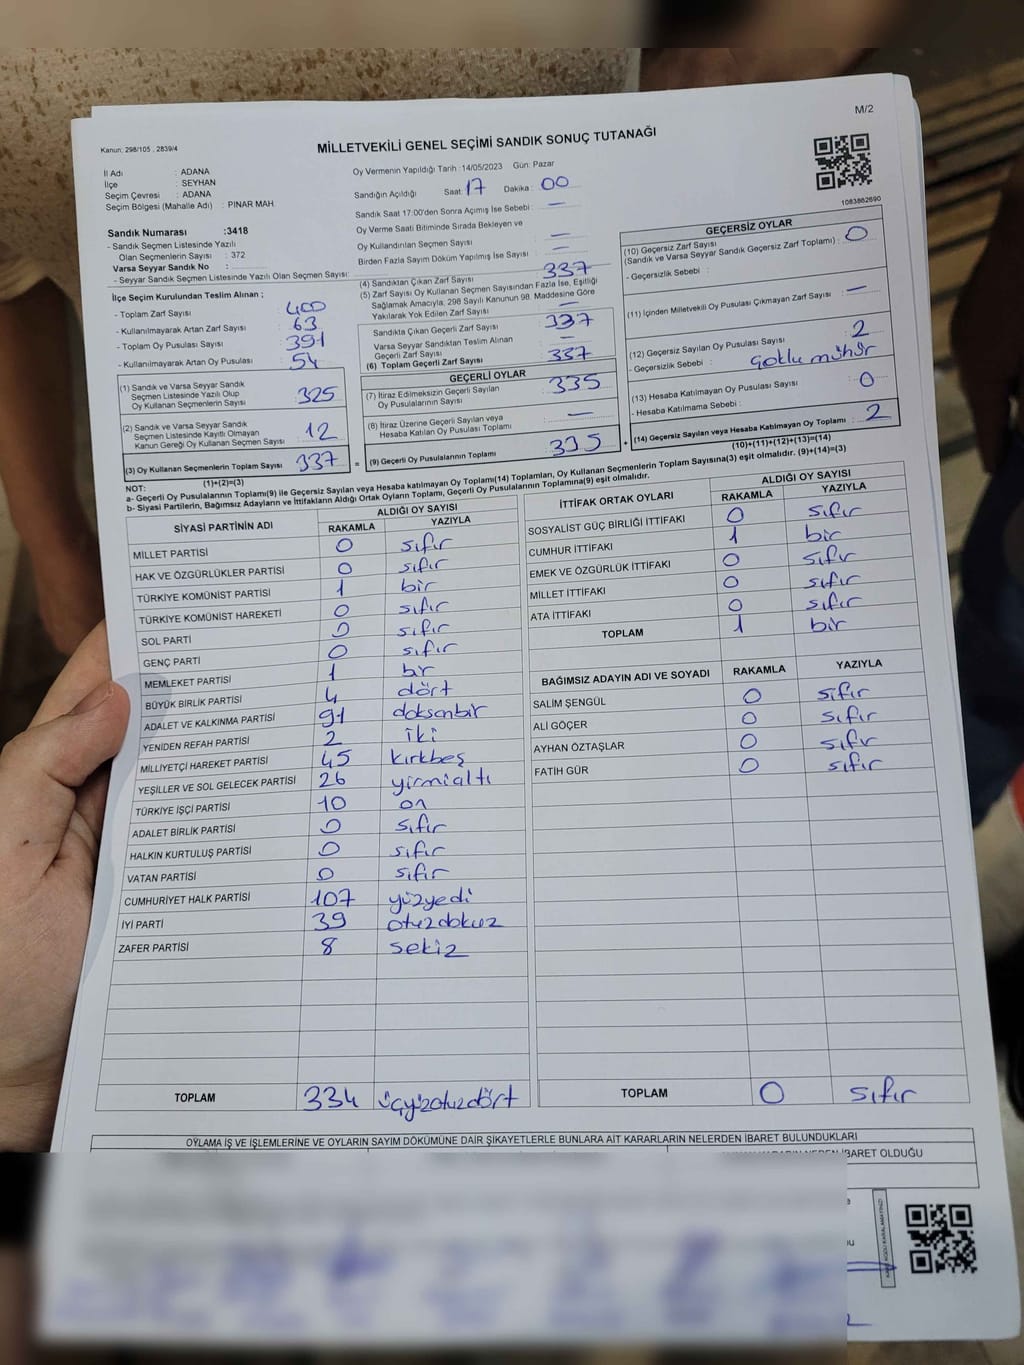 M/2
Kanun: 298/105 , 2839/4
MİLLETVEKİLİ GENEL SEÇİMİ SANDIK SONUÇ TUTANAĞI
İl Adı : ADANA
İlçe : SEYHAN
Seçim Çevresi : ADANA
Seçim Bölgesi (Mahalle Adı) : PINAR MAH
Oy Vermenin Yapıldığı Tarih : 14/05/2023 Gün: Pazar
Sandığın Açıldığı Saat : 17 Dakika : 00
Sandık Saat 17:00'den Sonra Açımış İse Sebebi : —
Oy Verme Saati Bitiminde Sırada Bekleyen ve
Oy Kullandırılan Seçmen Sayısı : —
Birden Fazla Sayım Döküm Yapılmış İse Sayısı : —
1083862690
Sandık Numarası :3418
- Sandık Seçmen Listesinde Yazılı
Olan Seçmenlerin Sayısı : 372
Varsa Seyyar Sandık No :
- Seyyar Sandık Seçmen Listesinde Yazılı Olan Seçmen Sayısı:
İlçe Seçim Kurulundan Teslim Alınan ;
- Toplam Zarf Sayısı : 400
- Kullanılmayarak Artan Zarf Sayısı : 63
- Toplam Oy Pusulası Sayısı : 391
- Kullanılmayarak Artan Oy Pusulası : 54
(1) Sandık ve Varsa Seyyar Sandık
Seçmen Listesinde Yazılı Olup
Oy Kullanan Seçmenlerin Sayısı : 325
(2) Sandık ve Varsa Seyyar Sandık
Seçmen Listesinde Kayıtlı Olmayan
Kanun Gereği Oy Kullanan Seçmen Sayısı : 12
(3) Oy Kullanan Seçmenlerin Toplam Sayısı : 337
(1)+(2)=(3)
(4) Sandıktan Çıkan Zarf Sayısı : 337
(5) Zarf Sayısı Oy Kullanan Seçmen Sayısından Fazla İse, Eşitliği
Sağlamak Amacıyla, 298 Sayılı Kanunun 98. Maddesine Göre
Yakılarak Yok Edilen Zarf Sayısı : —
Sandıkta Çıkan Geçerli Zarf Sayısı : 337
Varsa Seyyar Sandıktan Teslim Alınan
Geçerli Zarf Sayısı : —
(6) Toplam Geçerli Zarf Sayısı : 337
GEÇERLİ OYLAR
(7) İtiraz Edilmeksizin Geçerli Sayılan
Oy Pusulalarının Sayısı : 335
(8) İtiraz Üzerine Geçerli Sayılan veya
Hesaba Katılan Oy Pusulası Toplamı : —
= (9) Geçerli Oy Pusulalarının Toplamı : 335 +
GEÇERSİZ OYLAR
(10) Geçersiz Zarf Sayısı
(Sandık ve Varsa Seyyar Sandık Geçersiz Zarf Toplamı) : 0
- Geçersizlik Sebebi :
(11) İçinden Milletvekili Oy Pusulası Çıkmayan Zarf Sayısı : —
(12) Geçersiz Sayılan Oy Pusulası Sayısı : 2
- Geçersizlik Sebebi : çoklu mühür
(13) Hesaba Katılmayan Oy Pusulası Sayısı : 0
- Hesaba Katılmama Sebebi :
(14) Geçersiz Sayılan veya Hesaba Katılmayan Oy Toplamı : 2
(10)+(11)+(12)+(13)=(14)
NOT:
a- Geçerli Oy Pusulalarının Toplamı(9) ile Geçersiz Sayılan veya Hesaba katılmayan Oy Toplamı(14) Toplamları, Oy Kullanan Seçmenlerin Toplam Sayısına(3) eşit olmalıdır. (9)+(14)=(3)
b- Siyasi Partilerin, Bağımsız Adayların ve İttifakların Aldığı Ortak Oyların Toplamı, Geçerli Oy Pusulalarının Toplamına(9) eşit olmalıdır.
SİYASİ PARTİNİN ADI ALDIĞI OY SAYISI
RAKAMLA YAZIYLA
MİLLET PARTİSİ 0 sıfır
HAK VE ÖZGÜRLÜKLER PARTİSİ 0 sıfır
TÜRKİYE KOMÜNİST PARTİSİ 1 bir
TÜRKİYE KOMÜNİST HAREKETİ 0 sıfır
SOL PARTİ 0 sıfır
GENÇ PARTİ 0 sıfır
MEMLEKET PARTİSİ 1 bir
BÜYÜK BİRLİK PARTİSİ 4 dört
ADALET VE KALKINMA PARTİSİ 91 doksanbir
YENİDEN REFAH PARTİSİ 2 iki
MİLLİYETÇİ HAREKET PARTİSİ 45 kırkbeş
YEŞİLLER VE SOL GELECEK PARTİSİ 26 yirmialtı
TÜRKİYE İŞÇİ PARTİSİ 10 on
ADALET BİRLİK PARTİSİ 0 sıfır
HALKIN KURTULUŞ PARTİSİ 0 sıfır
VATAN PARTİSİ 0 sıfır
CUMHURİYET HALK PARTİSİ 107 yüzyedi
İYİ PARTİ 39 otuzdokuz
ZAFER PARTİSİ 8 sekiz
TOPLAM 334 üçyüzotuzdört
İTTİFAK ORTAK OYLARI ALDIĞI OY SAYISI
RAKAMLA YAZIYLA
SOSYALİST GÜÇ BİRLİĞİ İTTİFAKI 0 sıfır
CUMHUR İTTİFAKI 1 bir
EMEK VE ÖZGÜRLÜK İTTİFAKI 0 sıfır
MİLLET İTTİFAKI 0 sıfır
ATA İTTİFAKI 0 sıfır
TOPLAM 1 bir
BAĞIMSIZ ADAYIN ADI VE SOYADI RAKAMLA YAZIYLA
SALİM ŞENGÜL 0 sıfır
ALİ GÖÇER 0 sıfır
AYHAN ÖZTAŞLAR 0 sıfır
FATİH GÜR 0 sıfır
TOPLAM 0 sıfır
OYLAMA İŞ VE İŞLEMLERİNE VE OYLARIN SAYIM DÖKÜMÜNE DAİR ŞİKAYETLERLE BUNLARA AİT KARARLARIN NELERDEN İBARET BULUNDUKLARI
İBARET OLDUĞU